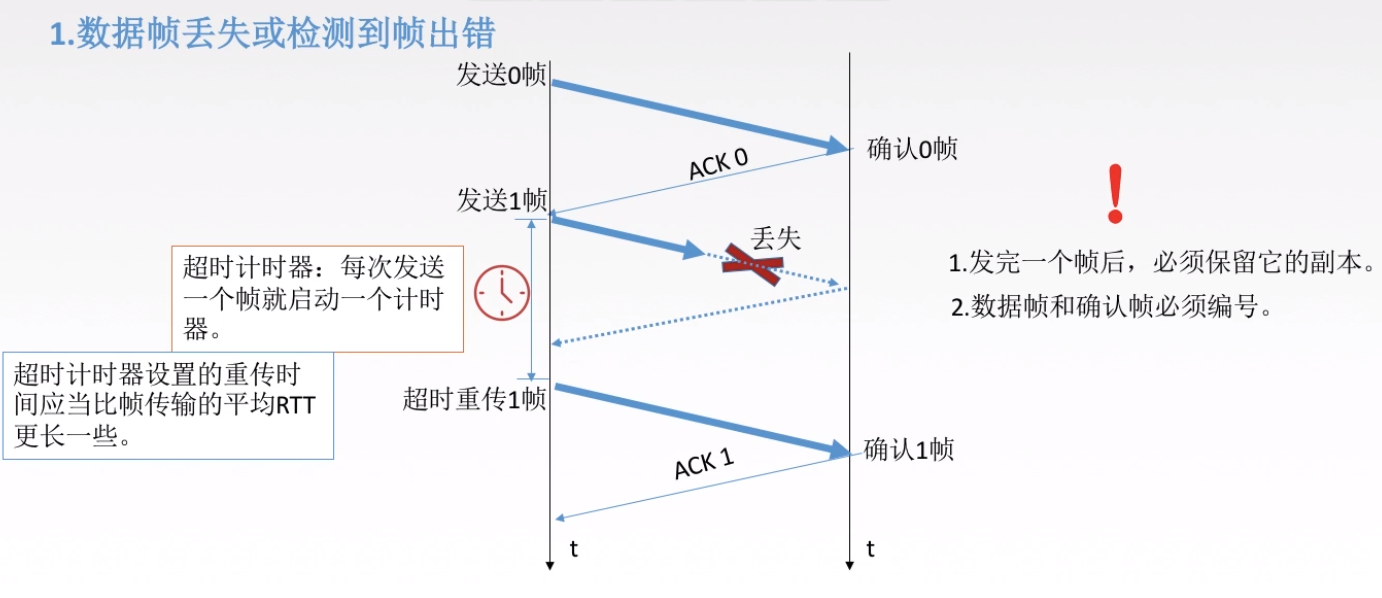 1.数据帧丢失或检测到帧出错
发送0帧
确认0帧
ACK 0
发送1帧
丢失
超时计时器：每次发送
一个帧就启动一个计时
器。
1.发完一个帧后，必须保留它的副本。
2.数据帧和确认帧必须编号。
超时计时器设置的重传时
间应当比帧传输的平均RTT
更长一些。
超时重传1帧
确认1帧
ACK 1
t
t